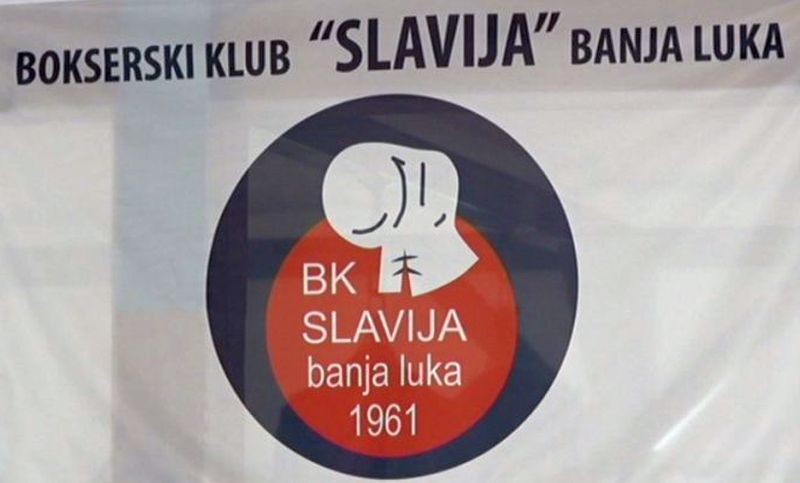 BOKSERSKI KLUB "SLAVIJA" BANJA LUKA
BK
SLAVIJA
banja luka
1961